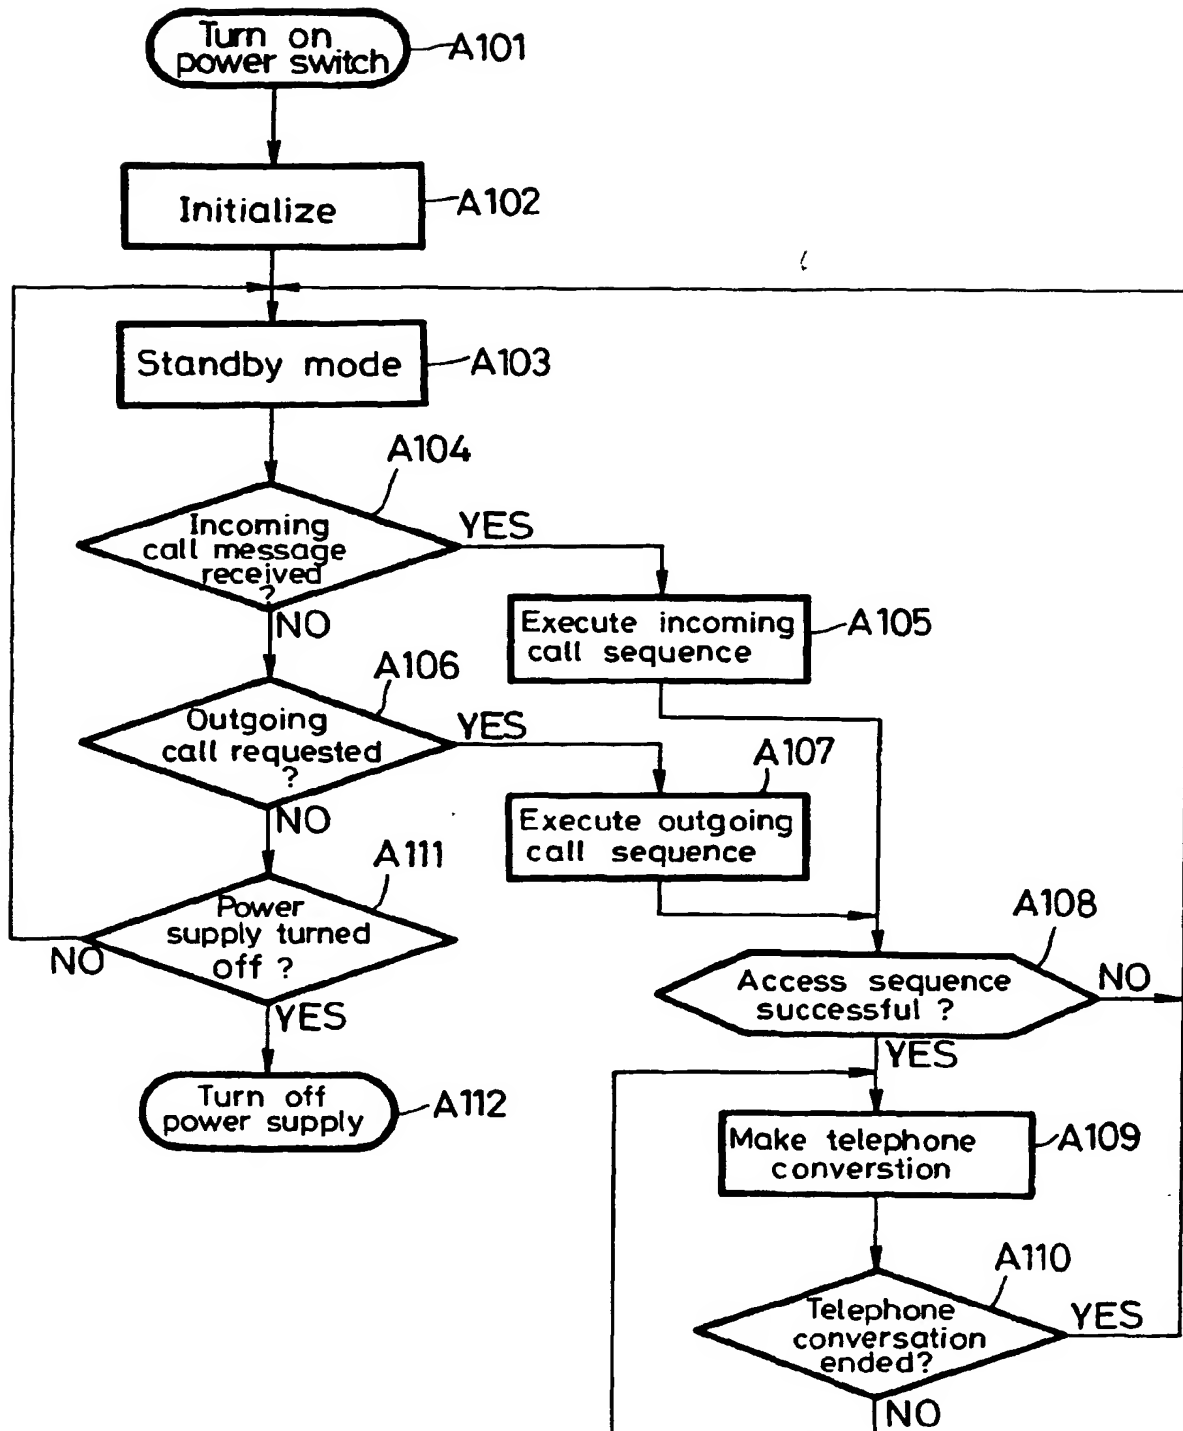 Turn on
power switch
A101
Initialize
A102
Standby mode
A103
A104
Incoming
call message
received
?
YES
NO
Execute incoming
call sequence
A105
A106
Outgoing
call requested
?
YES
NO
A107
Execute outgoing
call sequence
A111
Power
supply turned
off ?
NO
YES
A108
Access sequence
successful ?
NO
YES
Turn off
power supply
A112
Make telephone
converstion
A109
A110
Telephone
conversation
ended?
YES
NO